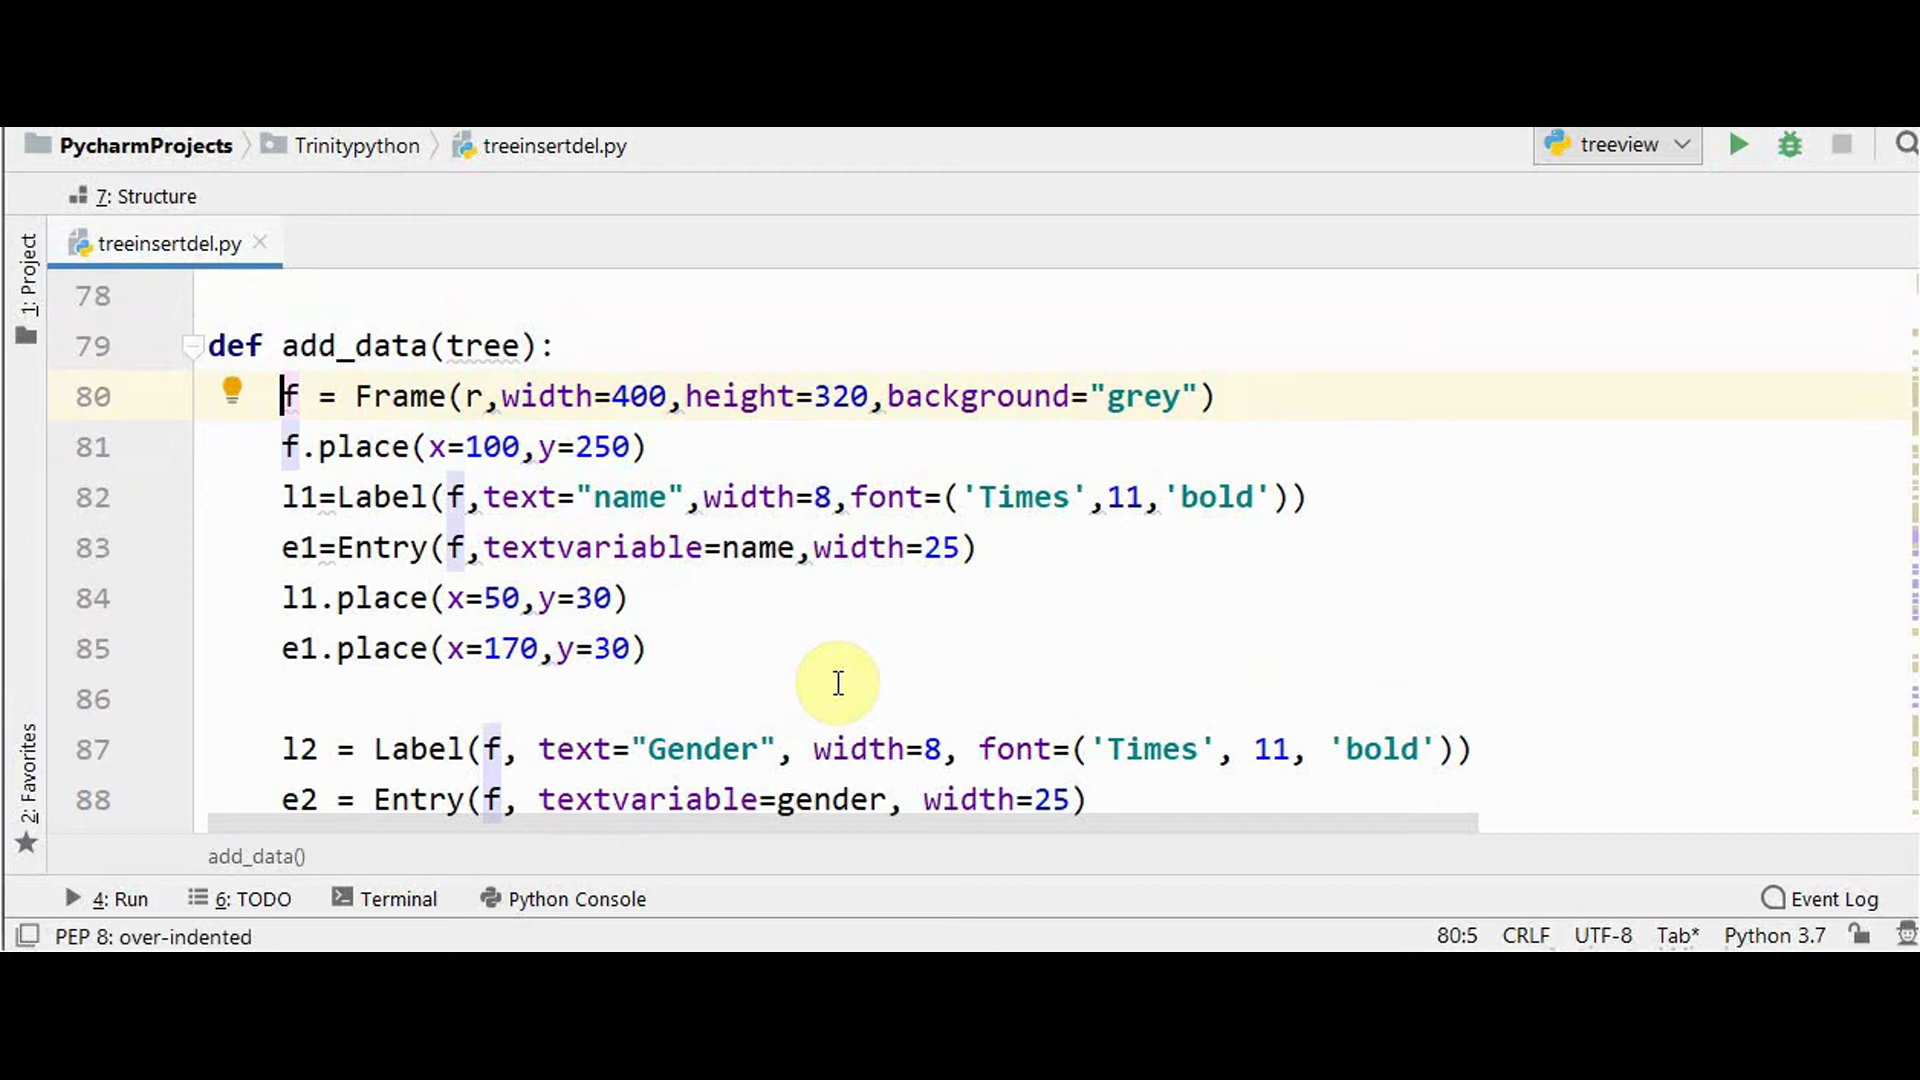 PycharmProjects Trinitypython treeinsertdel.py treeview
7: Structure
1: Project
treeinsertdel.py
78
79 def add_data(tree):
80 f = Frame(r,width=400,height=320,background="grey")
81 f.place(x=100,y=250)
82 l1=Label(f,text="name",width=8,font=('Times',11,'bold'))
83 e1=Entry(f,textvariable=name,width=25)
84 l1.place(x=50,y=30)
85 e1.place(x=170,y=30)
86
87 l2 = Label(f, text="Gender", width=8, font=('Times', 11, 'bold'))
88 e2 = Entry(f, textvariable=gender, width=25)
2: Favorites
add_data()
4: Run 6: TODO Terminal Python Console Event Log
PEP 8: over-indented 80:5 CRLF UTF-8 Tab* Python 3.7